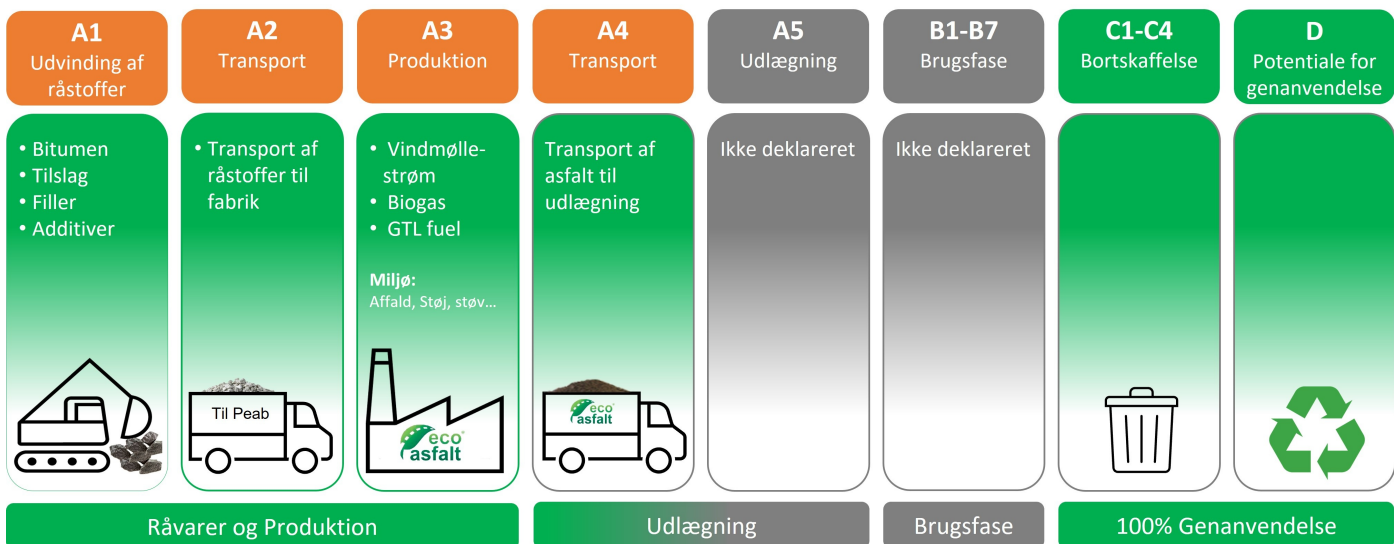 A1
Udvinding af
råstoffer
A2
Transport
A3
Produktion
A4
Transport
A5
Udlægning
B1-B7
Brugsfase
C1-C4
Bortskaffelse
D
Potentiale for
genanvendelse
• Bitumen
• Tilslag
• Filler
• Additiver
• Transport af
råstoffer til
fabrik
• Vindmølle-
strøm
• Biogas
• GTL fuel
Miljø:
Affald, Støj, støv...
Transport af
asfalt til
udlægning
Ikke deklareret
Ikke deklareret
Til Peab
eco®
asfalt
eco®
asfalt
Råvarer og Produktion
Udlægning
Brugsfase
100% Genanvendelse